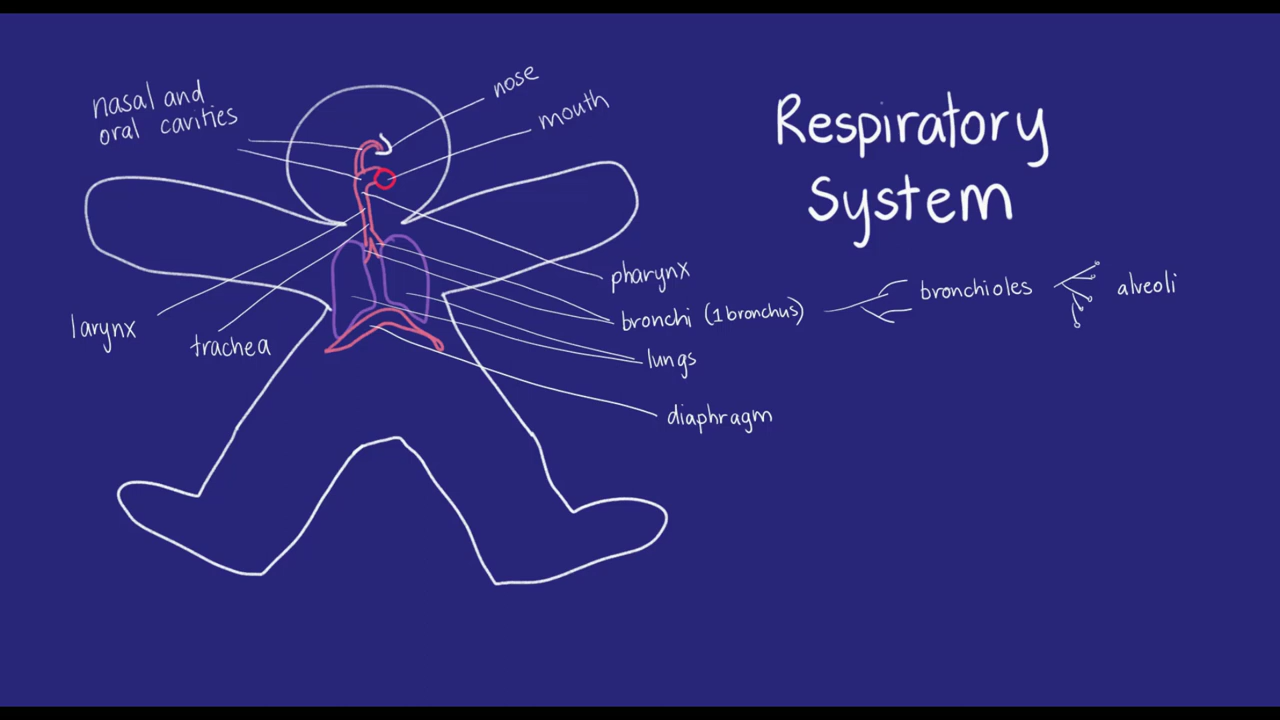 Respiratory
System
nasal and
oral cavities
nose
mouth
larynx
trachea
pharynx
bronchi (1 bronchus)
bronchioles
alveoli
lungs
diaphragm